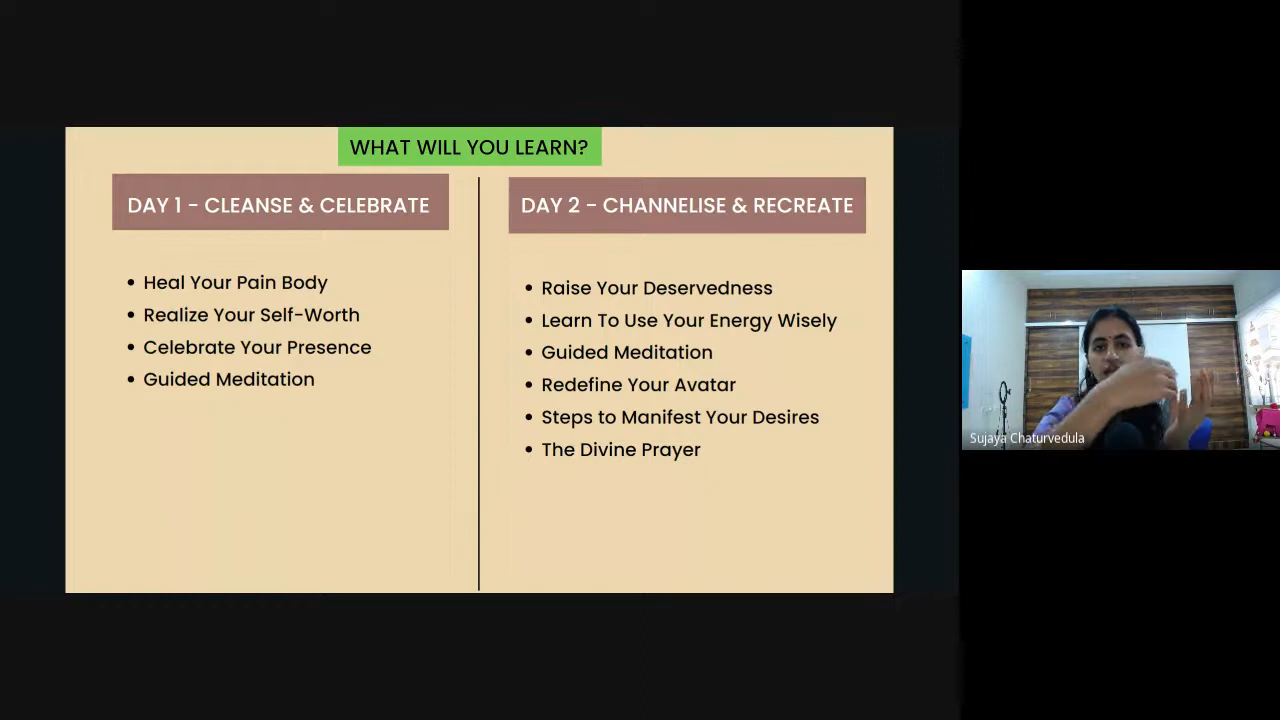 WHAT WILL YOU LEARN?
DAY 1 - CLEANSE & CELEBRATE
• Heal Your Pain Body
• Realize Your Self-Worth
• Celebrate Your Presence
• Guided Meditation
DAY 2 - CHANNELISE & RECREATE
• Raise Your Deservedness
• Learn To Use Your Energy Wisely
• Guided Meditation
• Redefine Your Avatar
• Steps to Manifest Your Desires
• The Divine Prayer
Sujaya Chaturvedula